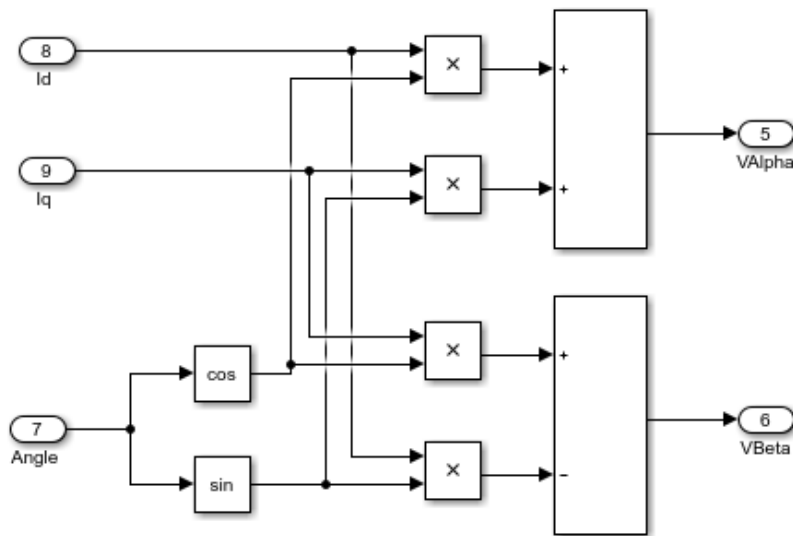 8
Id
×
+
5
VAlpha
9
Iq
×
+
×
+
cos
7
Angle
6
VBeta
sin
×
−